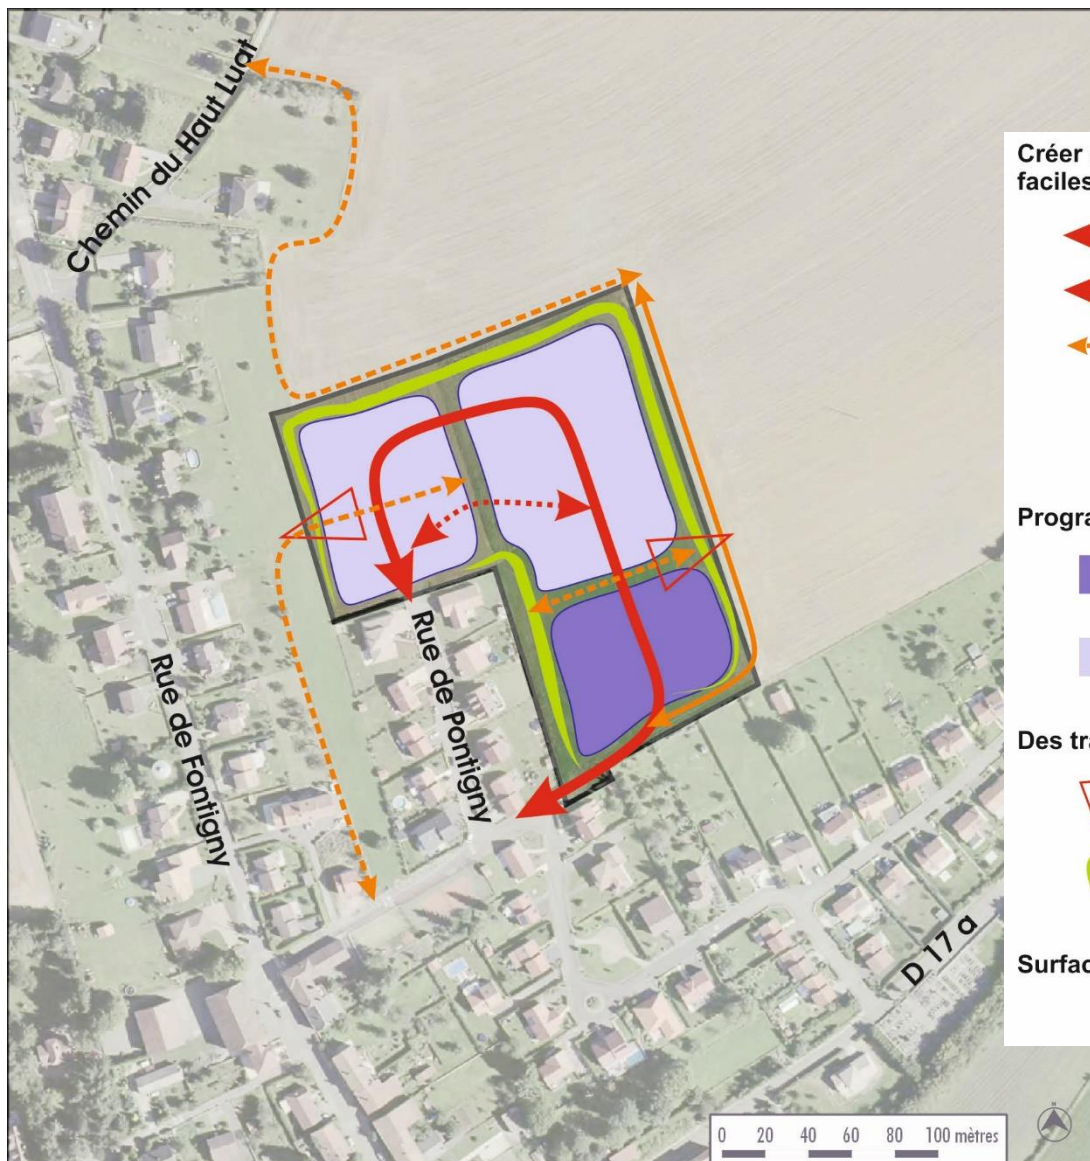 Chemin du Haut Luat
Créer
faciles
Progra
Rue de Fontigny
Rue de Pontigny
Des tra
D 17 a
Surfac
0 20 40 60 80 100 mètres